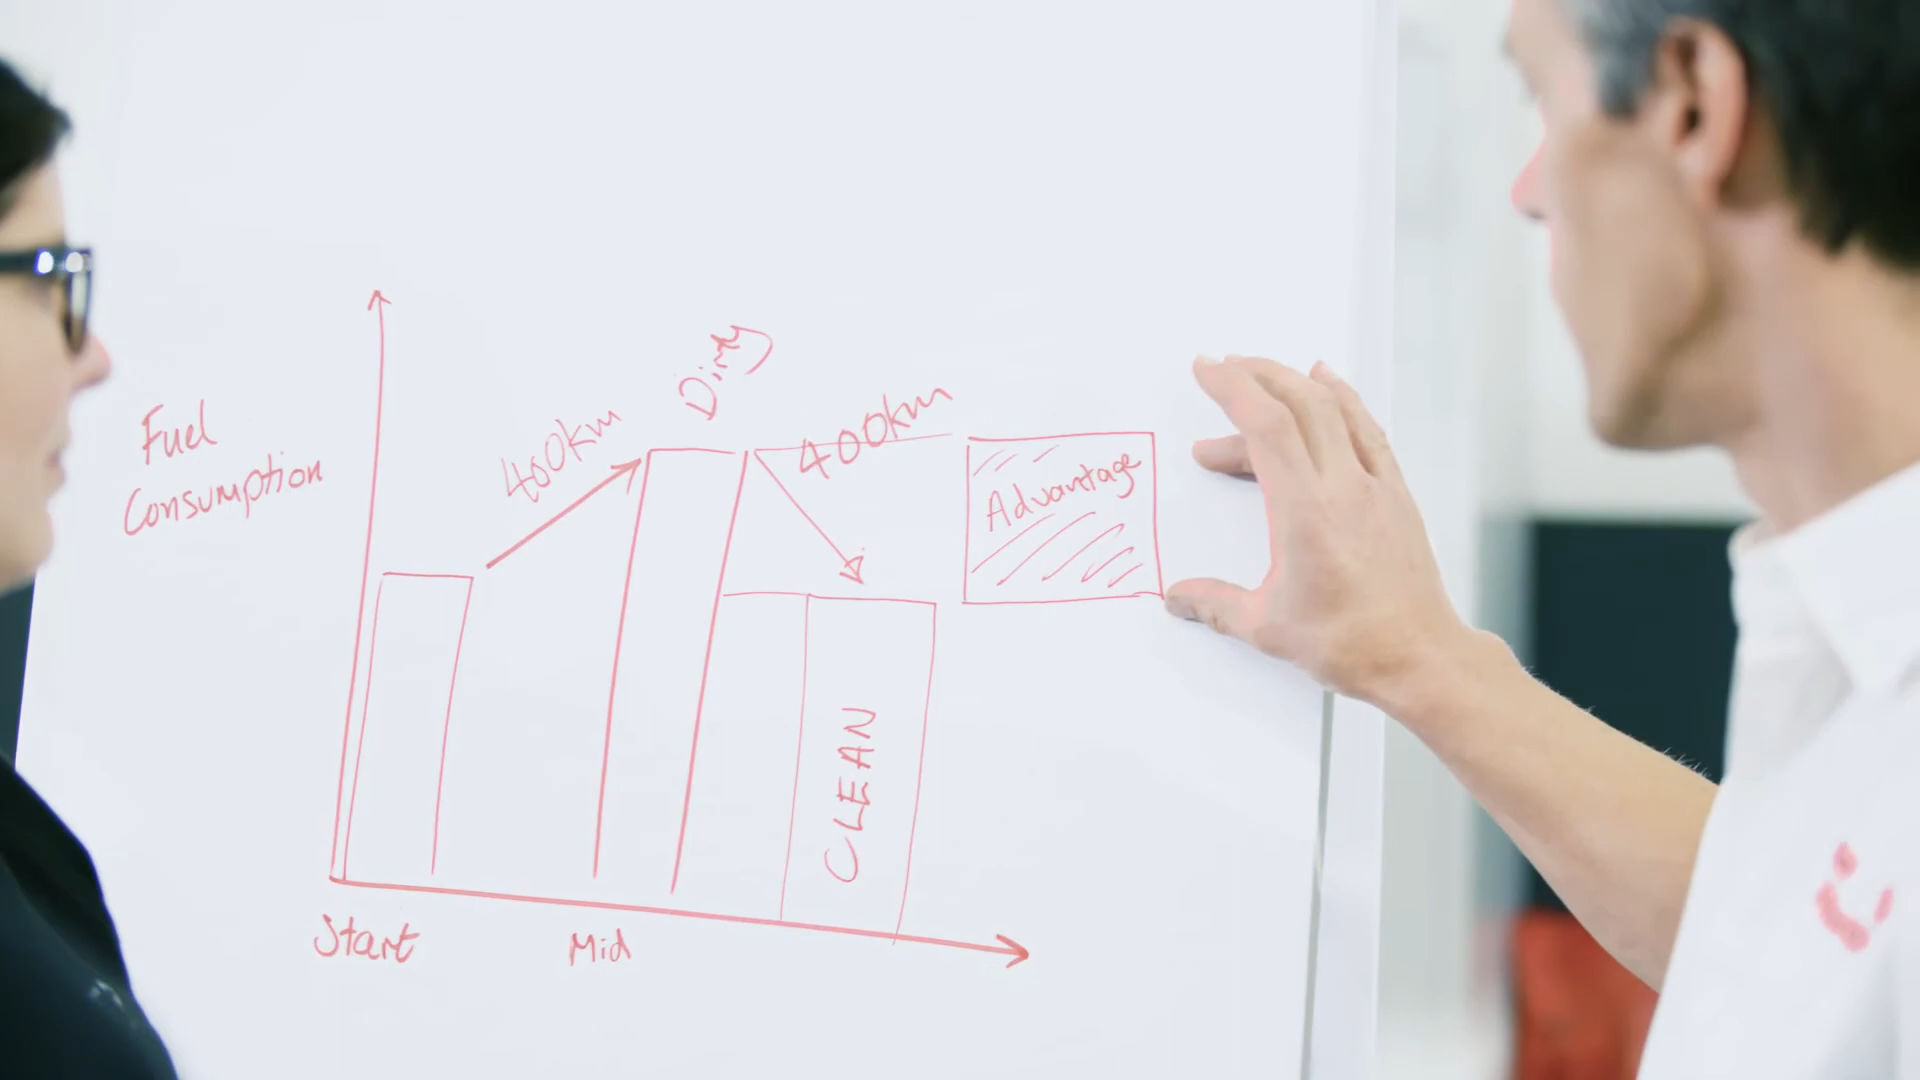 Fuel
Consumption
400km
Dirty
400km
Advantage
CLEAN
Start
Mid